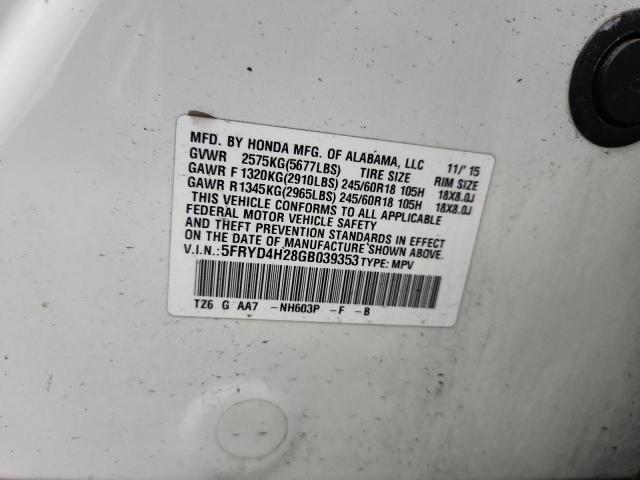 MFD. BY HONDA MFG. OF ALABAMA, LLC 11/'15
GVWR 2575KG(5677LBS) TIRE SIZE RIM SIZE
GAWR F 1320KG(2910LBS) 245/60R18 105H 18X8.0J
GAWR R1345KG(2965LBS) 245/60R18 105H 18X8.0J
THIS VEHICLE CONFORMS TO ALL APPLICABLE
FEDERAL MOTOR VEHICLE SAFETY
AND THEFT PREVENTION STANDARDS IN EFFECT
ON THE DATE OF MANUFACTURE SHOWN ABOVE.
V.I.N.:5FRYD4H28GB039353 TYPE: MPV
TZ6 G AA7 -NH603P -F -B